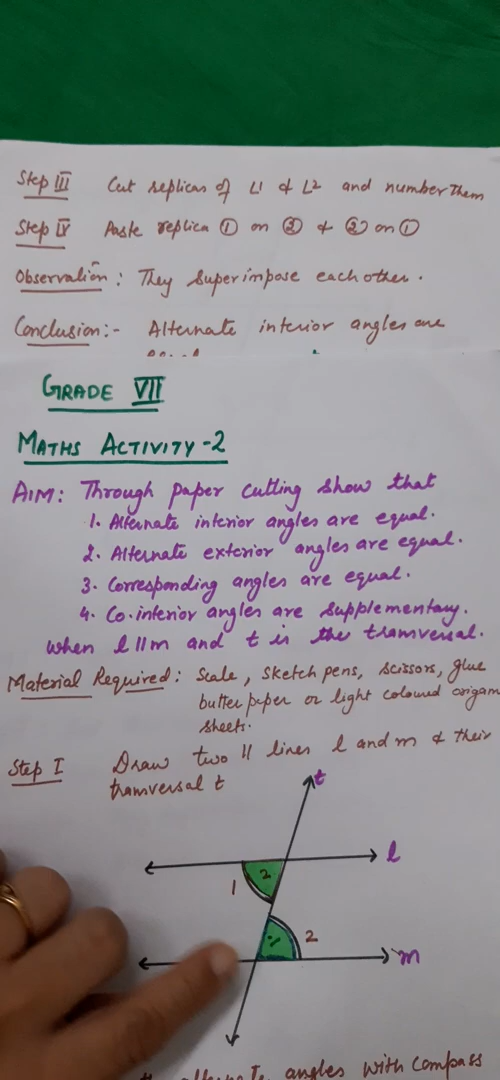 Step III Cut replicas of ∠1 & ∠2 and number them
Step IV Paste replica ① on ② & ② on ①
Observation : They superimpose each other.
Conclusion:- Alternate interior angles are
GRADE VII
MATHS ACTIVITY-2
AIM: Through paper cutting show that
1. Alternate interior angles are equal.
2. Alternate exterior angles are equal.
3. Corresponding angles are equal.
4. Co.interior angles are supplementary.
when l || m and t is the transversal.
Material Required: Scale, Sketch pens, scissors, glue
butter paper or light coloured origam
sheets.
Step I Draw two || lines l and m & their
transversal t
t
l
2
1
1
2
m
alternate angles with compass